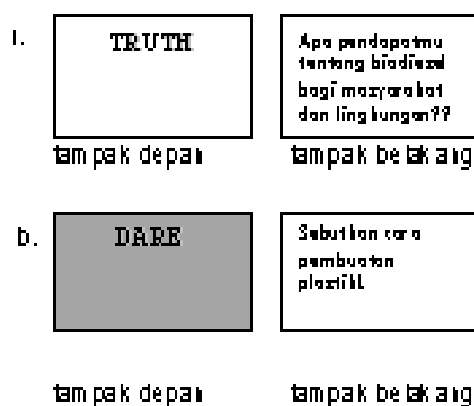 1.
TRUTH
Apa pendapatmu
tentang biodiesel
bagi masyarakat
dan lingkungan??
tampak depan
tampak belakang
b.
DARE
Sebutkan cara
pembuatan
plastik!
tampak depan
tampak belakang